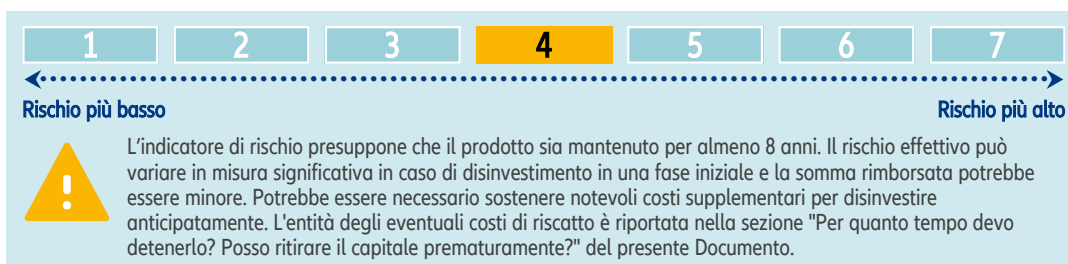 1 2 3 4 5 6 7
Rischio più basso Rischio più alto
L’indicatore di rischio presuppone che il prodotto sia mantenuto per almeno 8 anni. Il rischio effettivo può
variare in misura significativa in caso di disinvestimento in una fase iniziale e la somma rimborsata potrebbe
essere minore. Potrebbe essere necessario sostenere notevoli costi supplementari per disinvestire
anticipatamente. L'entità degli eventuali costi di riscatto è riportata nella sezione "Per quanto tempo devo
detenerlo? Posso ritirare il capitale prematuramente?" del presente Documento.